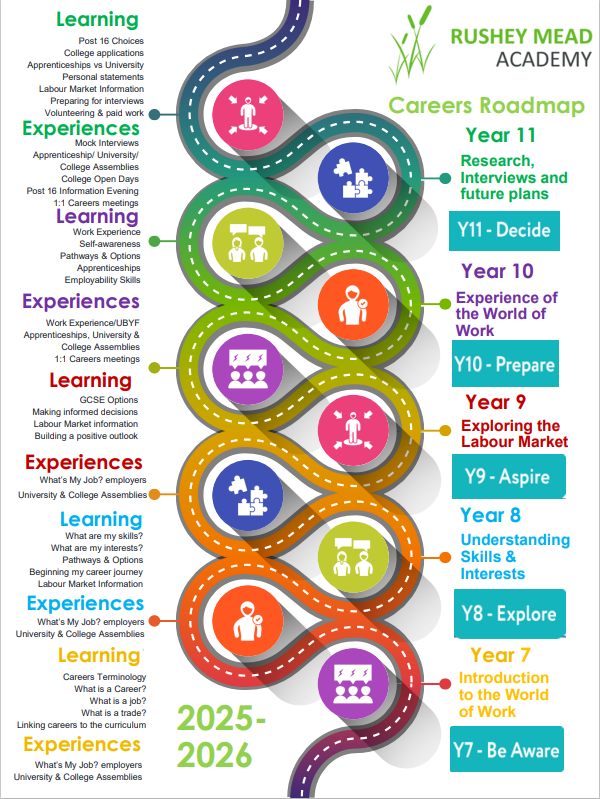 Learning
Post 16 Choices
College applications
Apprenticeships vs University
Personal statements
Labour Market Information
Preparing for interviews
Volunteering & paid work
Experiences
Mock Interviews
Apprenticeship/ University/
College Assemblies
College Open Days
Post 16 Information Evening
1:1 Careers meetings
RUSHEY MEAD
ACADEMY
Careers Roadmap
Year 11
Research,
Interviews and
future plans
Y11 - Decide
Learning
Work Experience
Self-awareness
Pathways & Options
Apprenticeships
Employability Skills
Experiences
Work Experience/UBYF
Apprenticeships, University &
College Assemblies
1:1 Careers meetings
Year 10
Experience of
the World of
Work
Y10 - Prepare
Learning
GCSE Options
Making informed decisions
Labour Market information
Building a positive outlook
Experiences
What's My Job? employers
University & College Assemblies
Year 9
Exploring the
Labour Market
Y9 - Aspire
Learning
What are my skills?
What are my interests?
Pathways & Options
Beginning my career journey
Labour Market Information
Experiences
What's My Job? employers
University & College Assemblies
Year 8
Understanding
Skills &
Interests
Y8 - Explore
Learning
Careers Terminology
What is a Career?
What is a job?
What is a trade?
Linking careers to the curriculum
Experiences
What's My Job? employers
University & College Assemblies
Year 7
Introduction
to the World
of Work
Y7 - Be Aware
2025-
2026